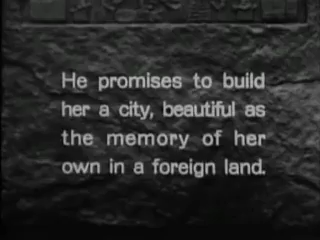 He promises to build
her a city, beautiful as
the memory of her
own in a foreign land.